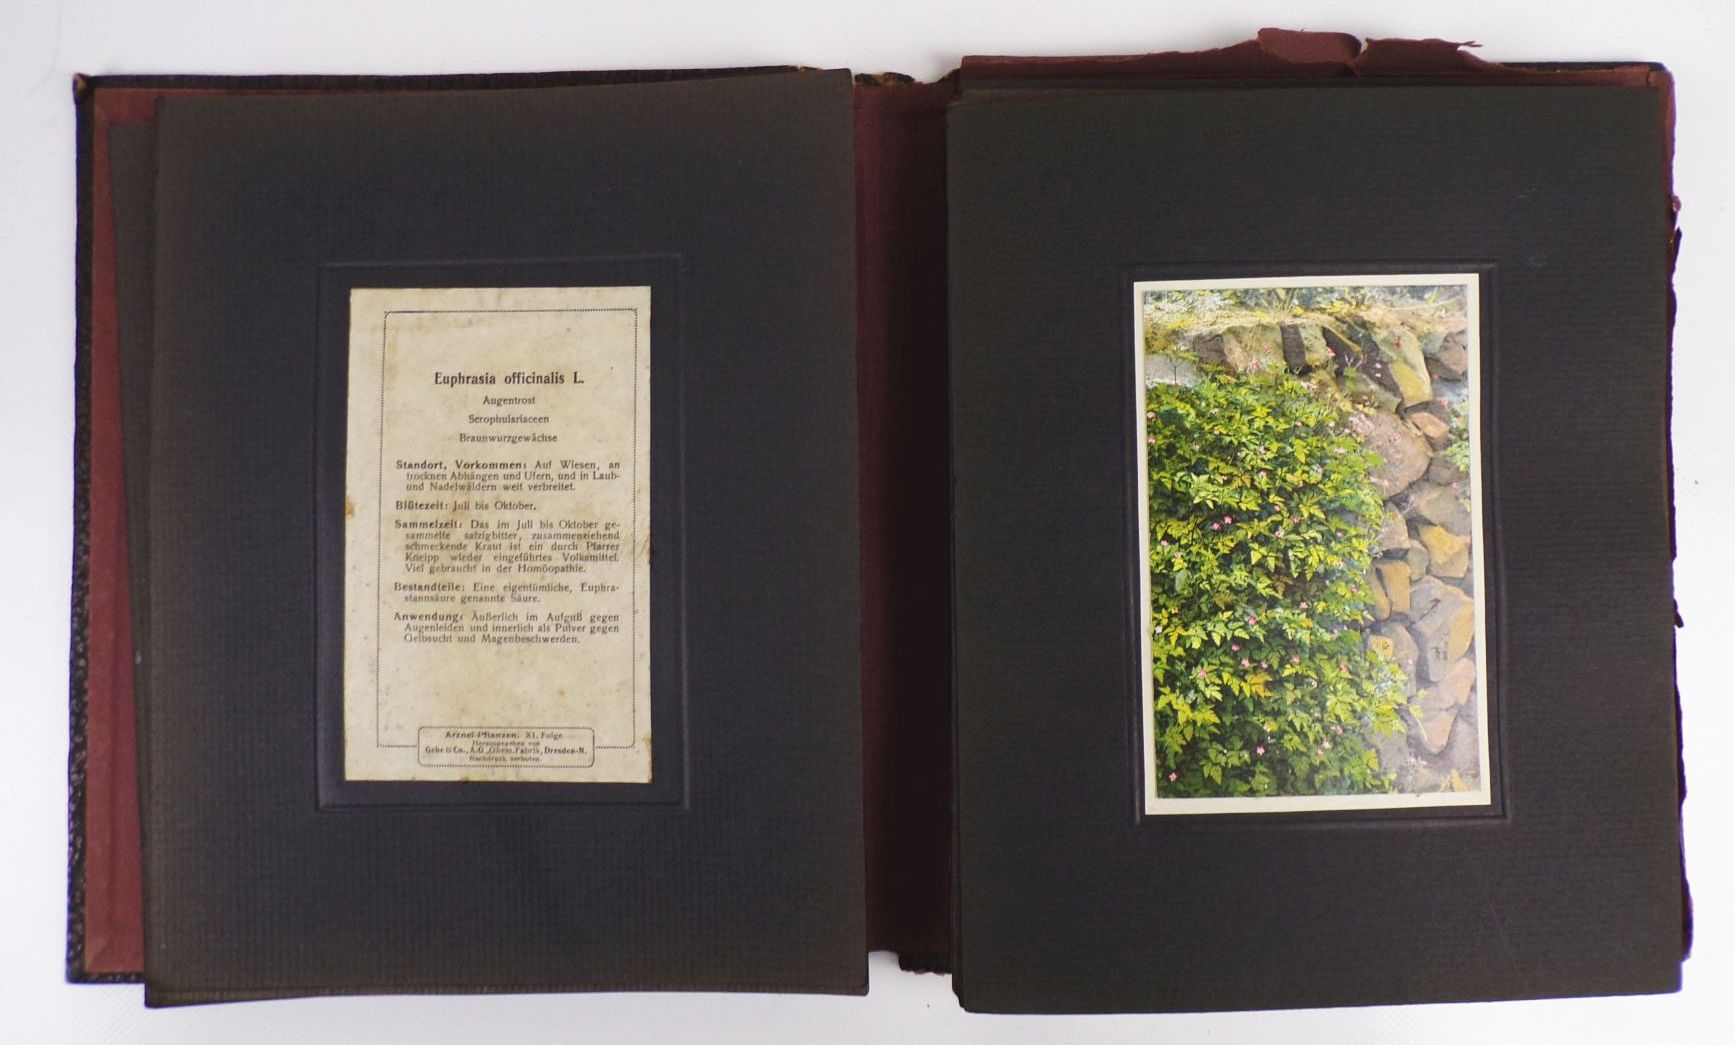 Euphrasia officinalis L.
Augentrost
Scrophulariaceen
Braunwurzgewächse
Standort, Vorkommen: Auf Wiesen, an
trocknen Abhängen und Ufern, und in Laub-
und Nadelwäldern weit verbreitet.
Blütezeit: Juli bis Oktober.
Sammelzeit: Das im Juli bis Oktober ge-
sammelte salzigbitter, zusammenziehend
schmeckende Kraut ist ein durch Pfarrer
Kneipp wieder eingeführtes Volksmittel.
Viel gebraucht in der Homöopathie.
Bestandteile: Eine eigentümliche, Euphra-
stannsäure genannte Säure.
Anwendung: Äußerlich im Aufguß gegen
Augenleiden und innerlich als Pulver gegen
Gelbsucht und Magenbeschwerden.
Arznei-Pflanzen, XI. Folge
Herausgegeben von
Gehe & Co., A.G., Chem. Fabrik, Dresden-N.
Nachdruck verboten.